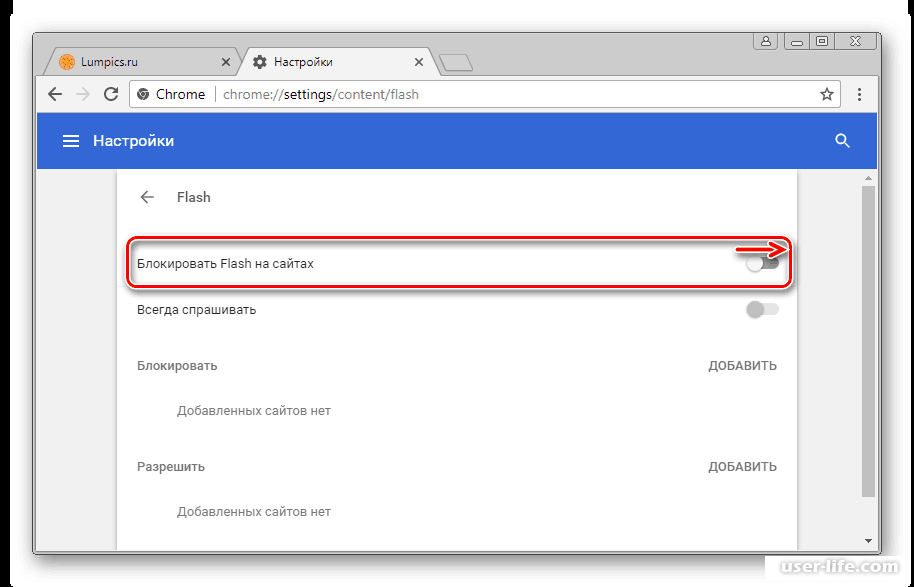 Lumpics.ru
Настройки
Chrome chrome://settings/content/flash
Настройки
Flash
Блокировать Flash на сайтах
Всегда спрашивать
Блокировать ДОБАВИТЬ
Добавленных сайтов нет
Разрешить ДОБАВИТЬ
Добавленных сайтов нет
user-life.com